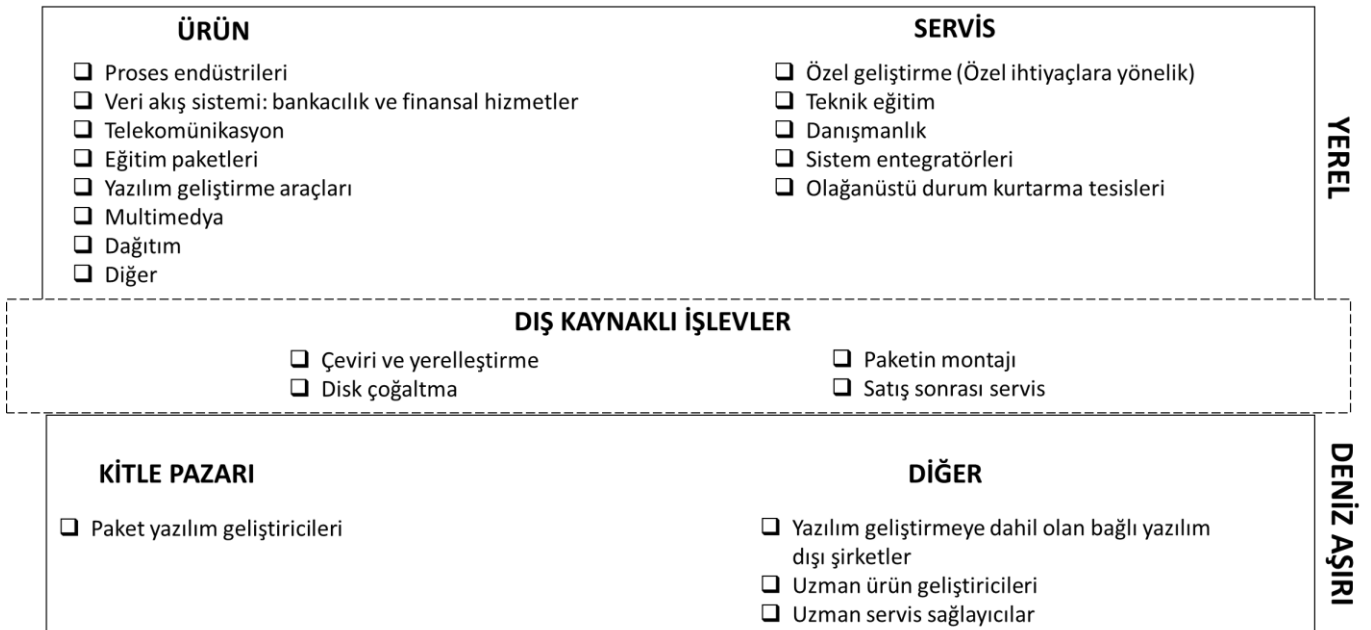 ÜRÜN
Proses endüstrileri
Veri akış sistemi: bankacılık ve finansal hizmetler
Telekomünikasyon
Eğitim paketleri
Yazılım geliştirme araçları
Multimedya
Dağıtım
Diğer
SERVİS
Özel geliştirme (Özel ihtiyaçlara yönelik)
Teknik eğitim
Danışmanlık
Sistem entegratörleri
Olağanüstü durum kurtarma tesisleri
YEREL
DIŞ KAYNAKLI İŞLEVLER
Çeviri ve yerelleştirme
Disk çoğaltma
Paketin montajı
Satış sonrası servis
KİTLE PAZARI
Paket yazılım geliştiricileri
DİĞER
Yazılım geliştirmeye dahil olan bağlı yazılım
dışı şirketler
Uzman ürün geliştiricileri
Uzman servis sağlayıcılar
DENİZ AŞIRI